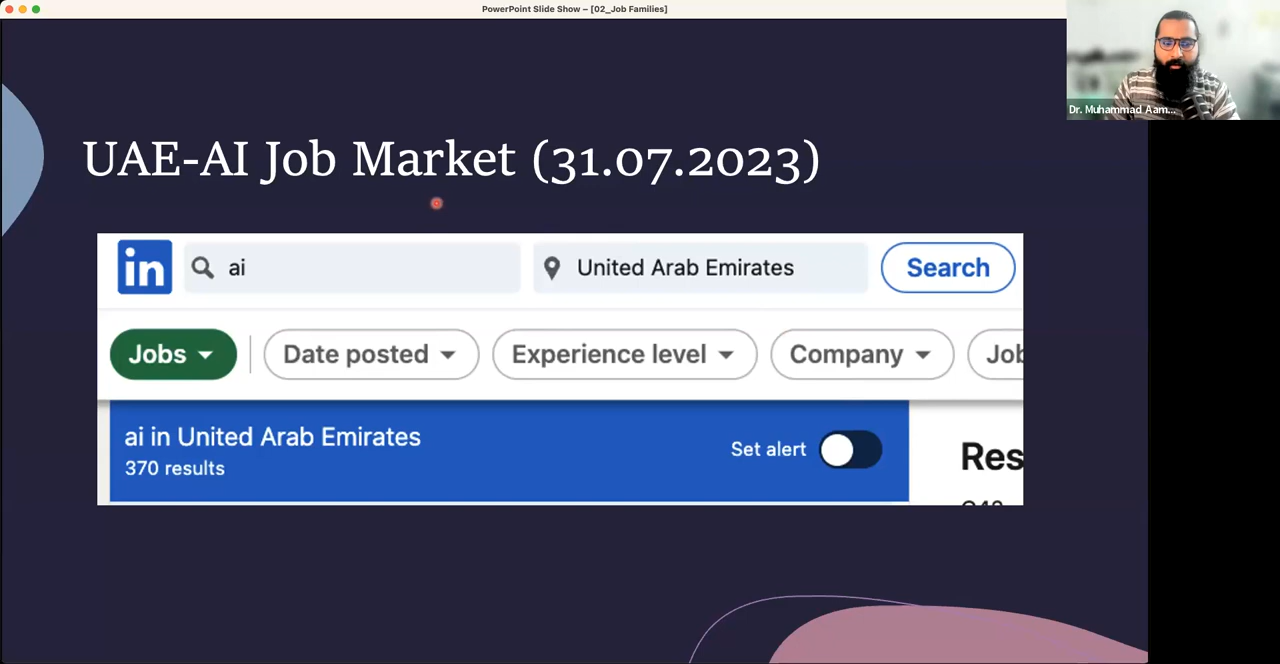 PowerPoint Slide Show – [02_Job Families]
Dr. Muhammad Aam...
UAE-AI Job Market (31.07.2023)
in
ai
United Arab Emirates
Search
Jobs
Date posted
Experience level
Company
Job
ai in United Arab Emirates
370 results
Set alert
Res